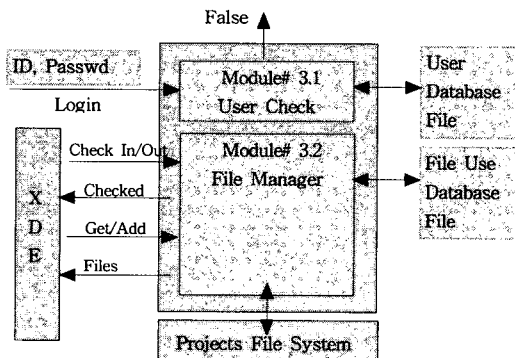 False
ID, Passwd
Login
Module# 3.1
User Check
User
Database
File
Check In/Out
Checked
Get/Add
Files
X
D
E
Module# 3.2
File Manager
File Use
Database
File
Projects File System